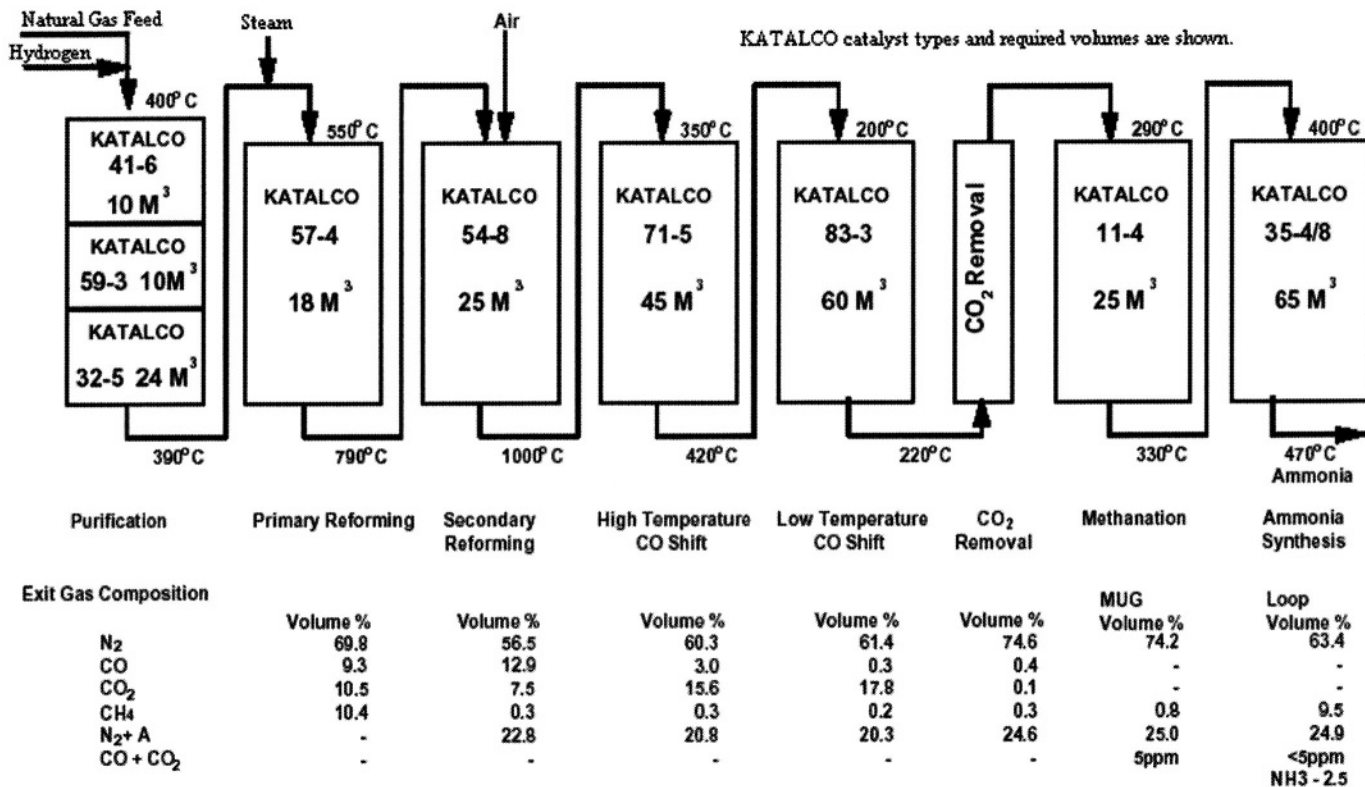 Natural Gas Feed
Hydrogen
Steam
Air
KATALCO catalyst types and required volumes are shown.
400°C
KATALCO
41-6
10 M³
KATALCO
59-3 10M³
KATALCO
32-5 24 M³
390°C
550°C
KATALCO
57-4
18 M³
790°C
KATALCO
54-8
25 M³
1000°C
350°C
KATALCO
71-5
45 M³
420°C
200°C
KATALCO
83-3
60 M³
220°C
CO₂ Removal
290°C
KATALCO
11-4
25 M³
330°C
400°C
KATALCO
35-4/8
65 M³
470°C
Ammonia
Purification Primary Reforming Secondary High Temperature Low Temperature CO₂ Methanation Ammonia
Reforming CO Shift CO Shift Removal Synthesis
Exit Gas Composition
MUG Loop
Volume % Volume % Volume % Volume % Volume % Volume % Volume %
N₂ 69.8 56.5 60.3 61.4 74.6 74.2 63.4
CO 9.3 12.9 3.0 0.3 0.4 - -
CO₂ 10.5 7.5 15.6 17.8 0.1 - -
CH₄ 10.4 0.3 0.3 0.2 0.3 0.8 9.5
N₂+ A - 22.8 20.8 20.3 24.6 25.0 24.9
CO + CO₂ - - - - - 5ppm <5ppm
NH3 - 2.5